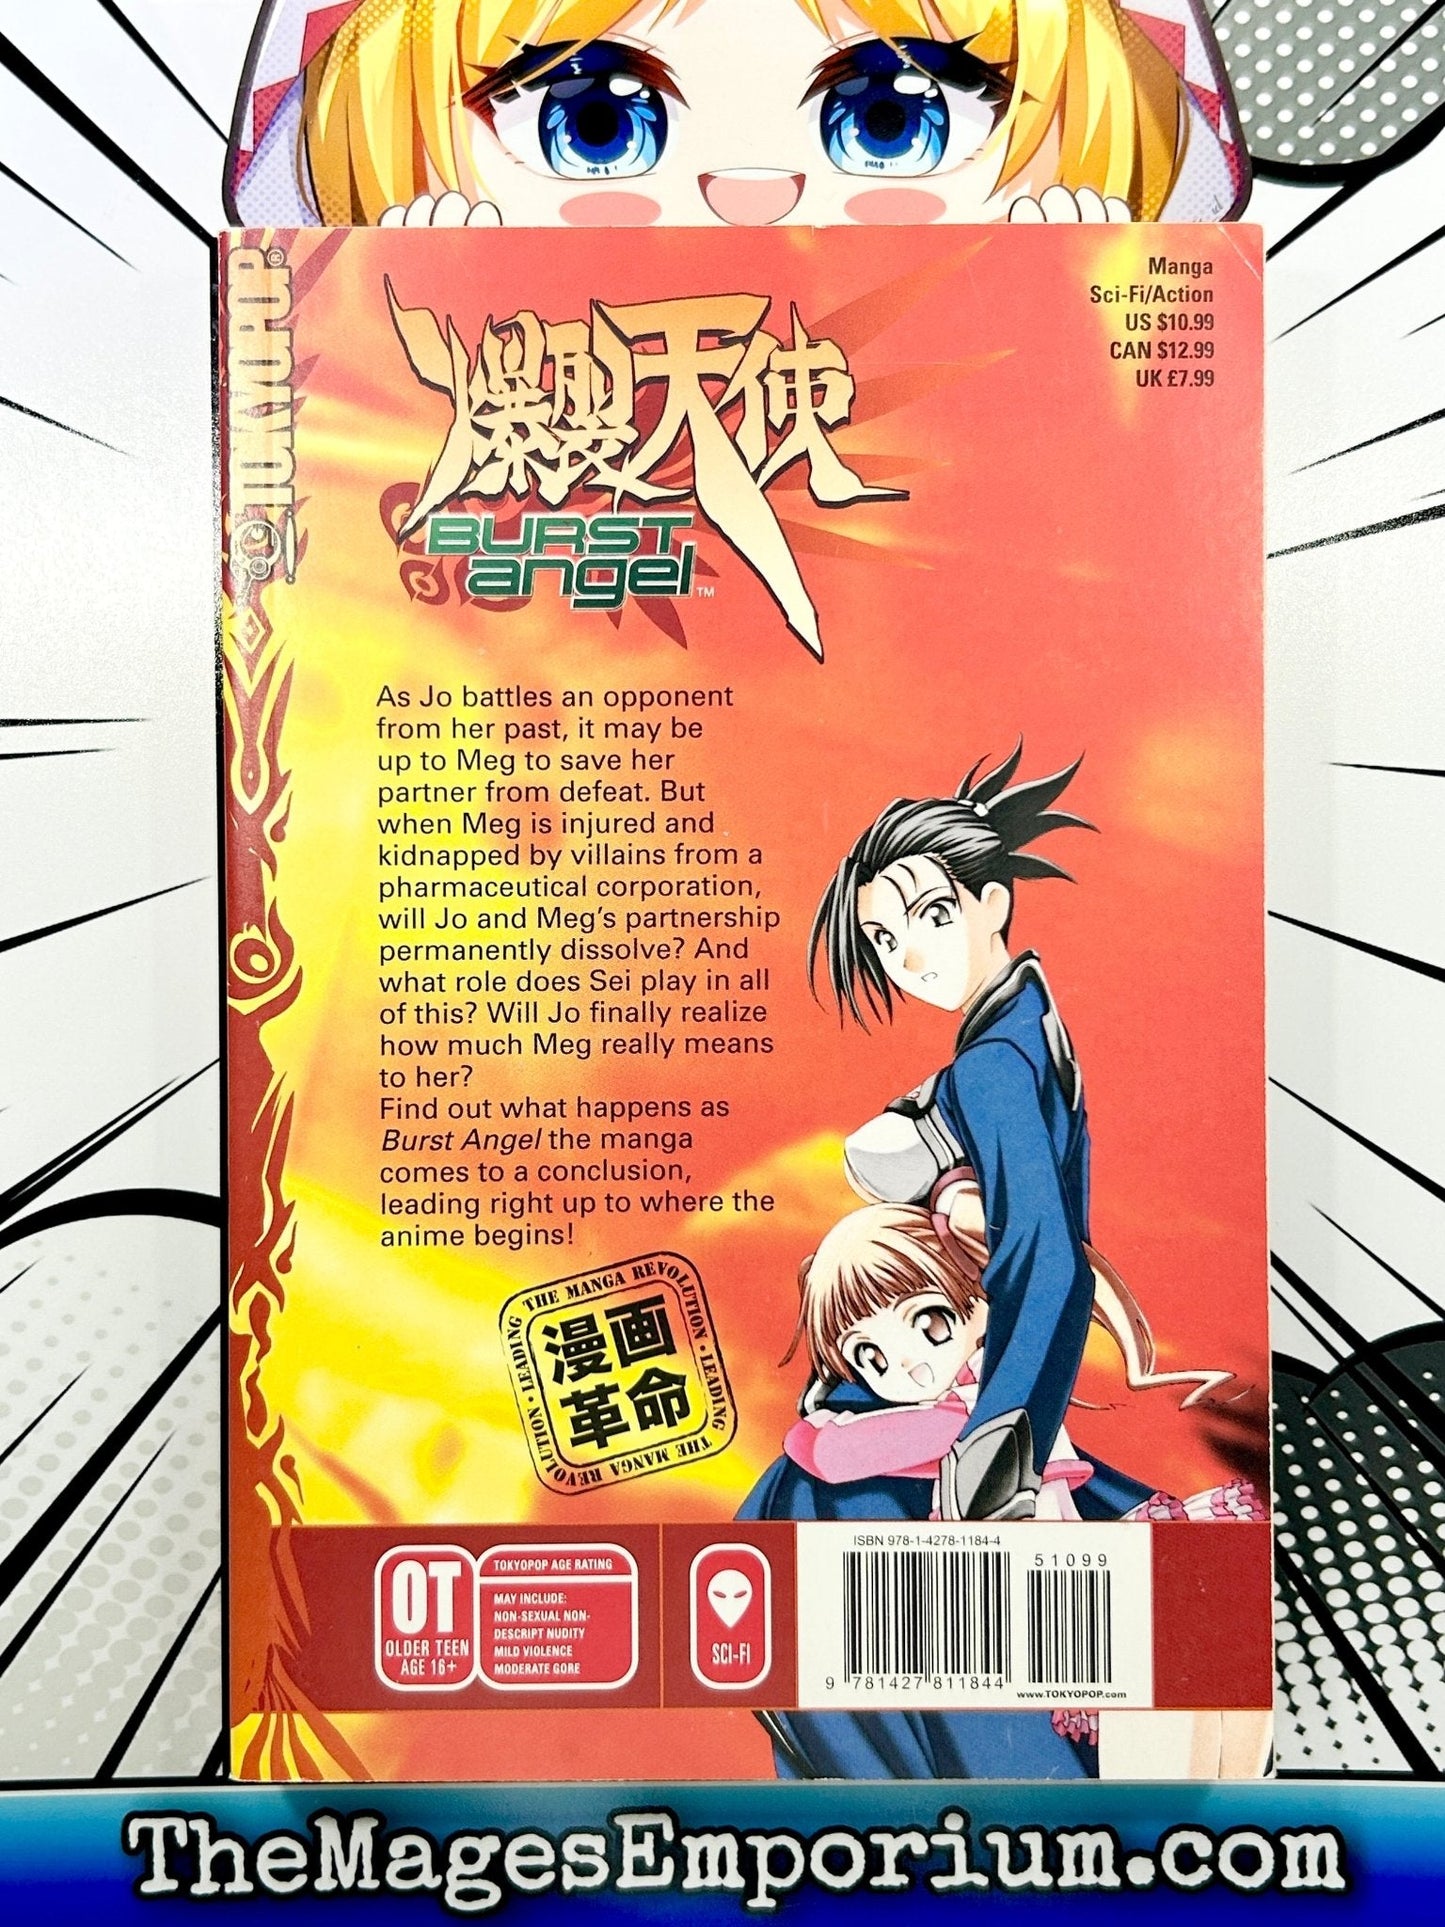 TOKYOPOP®
Manga
Sci-Fi/Action
US $10.99
CAN $12.99
UK £7.99
爆裂天使
BURST
angel™
As Jo battles an opponent
from her past, it may be
up to Meg to save her
partner from defeat. But
when Meg is injured and
kidnapped by villains from a
pharmaceutical corporation,
will Jo and Meg's partnership
permanently dissolve? And
what role does Sei play in all
of this? Will Jo finally realize
how much Meg really means
to her?
Find out what happens as
Burst Angel the manga
comes to a conclusion,
leading right up to where the
anime begins!
THE MANGA REVOLUTION · LEADING
THE MANGA REVOLUTION · LEADING
漫画
革命
OT
OLDER TEEN
AGE 16+
TOKYOPOP AGE RATING
MAY INCLUDE:
NON-SEXUAL NON-
DESCRIPT NUDITY
MILD VIOLENCE
MODERATE GORE
SCI-FI
ISBN 978-1-4278-1184-4
51099
9 781427 811844
www.TOKYOPOP.com
TheMagesEmporium.com